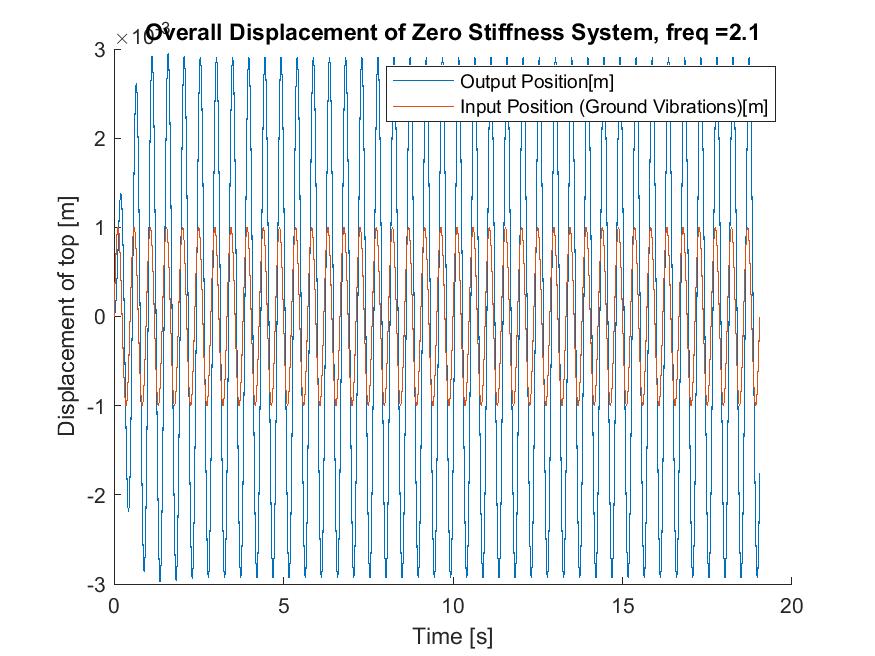 Overall Displacement of Zero Stiffness System, freq =2.1
×10-3
3
2
1
0
-1
-2
-3
Displacement of top [m]
Output Position[m]
Input Position (Ground Vibrations)[m]
0
5
10
15
20
Time [s]